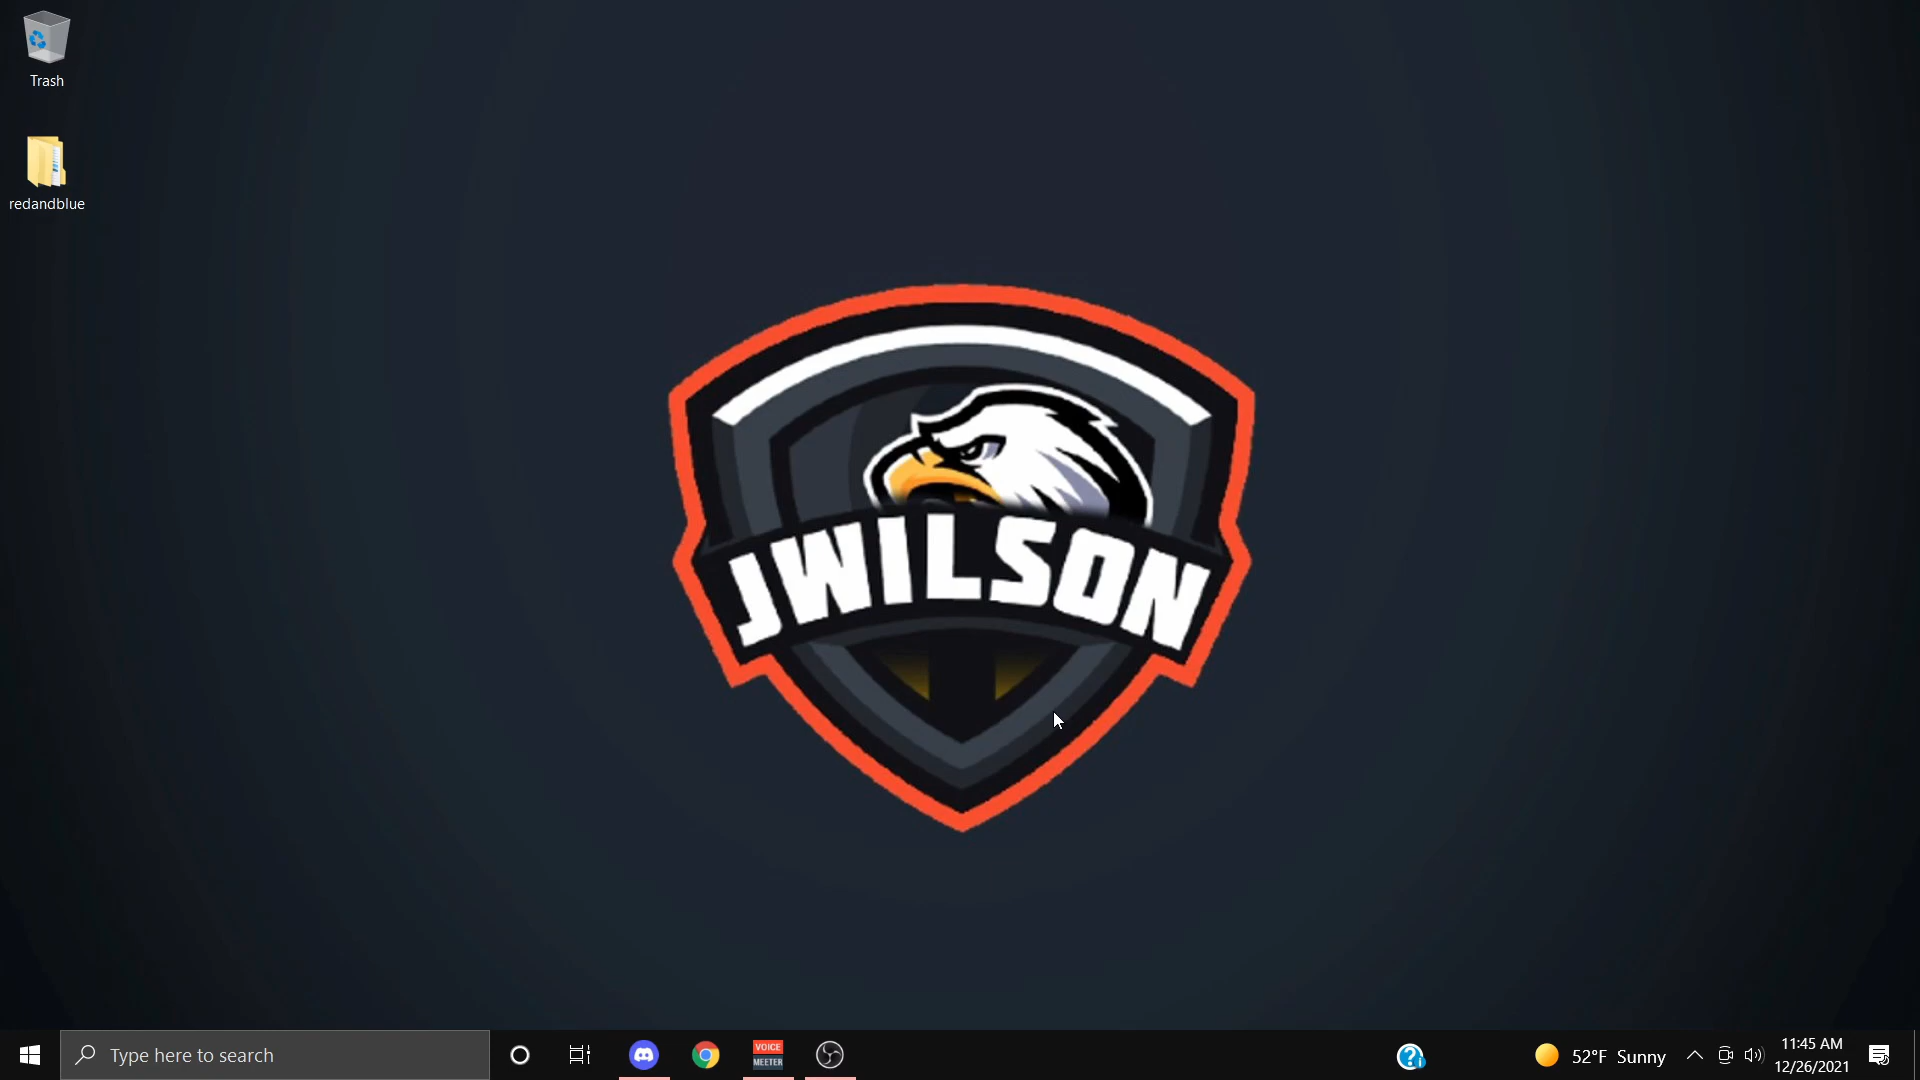 Trash
redandblue
JWILSON
Type here to search
VOICE
MEETER
52°F Sunny
11:45 AM
12/26/2021